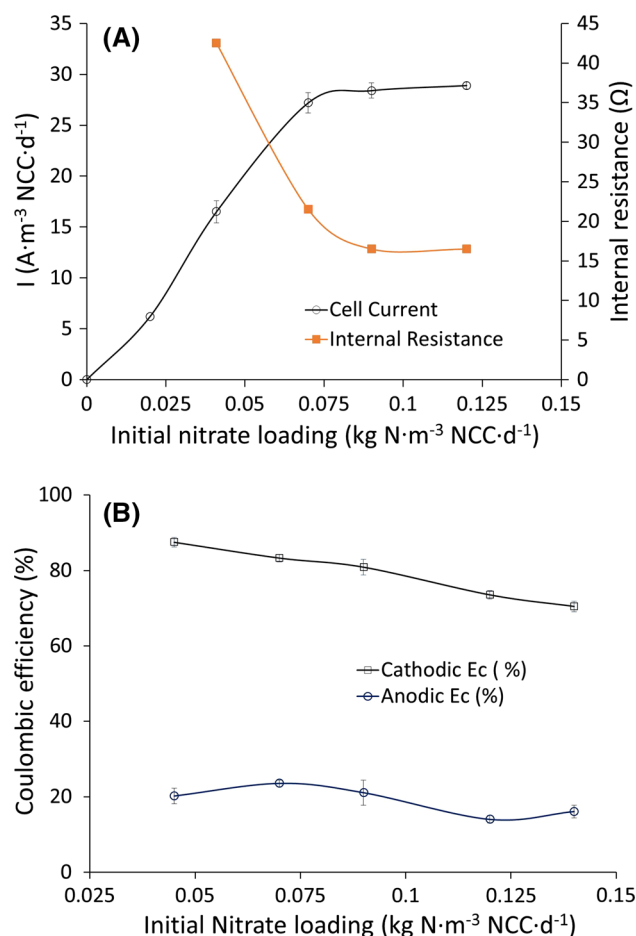 (A)
I (A·m⁻³ NCC·d⁻¹)
35
30
25
20
15
10
5
0
45
40
35
30
25
20
15
10
5
0
Internal resistance (Ω)
Cell Current
Internal Resistance
0 0.025 0.05 0.075 0.1 0.125 0.15
Initial nitrate loading (kg N·m⁻³ NCC·d⁻¹)
(B)
Coulombic efficiency (%)
100
80
60
40
20
0
Cathodic Ec ( %)
Anodic Ec (%)
0.025 0.05 0.075 0.1 0.125 0.15
Initial Nitrate loading (kg N·m⁻³ NCC·d⁻¹)